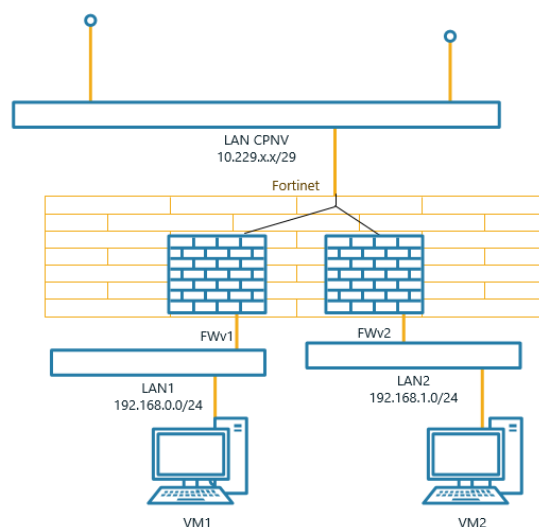 LAN CPNV
10.229.x.x/29
Fortinet
FWv1
FWv2
LAN1
192.168.0.0/24
LAN2
192.168.1.0/24
VM1
VM2